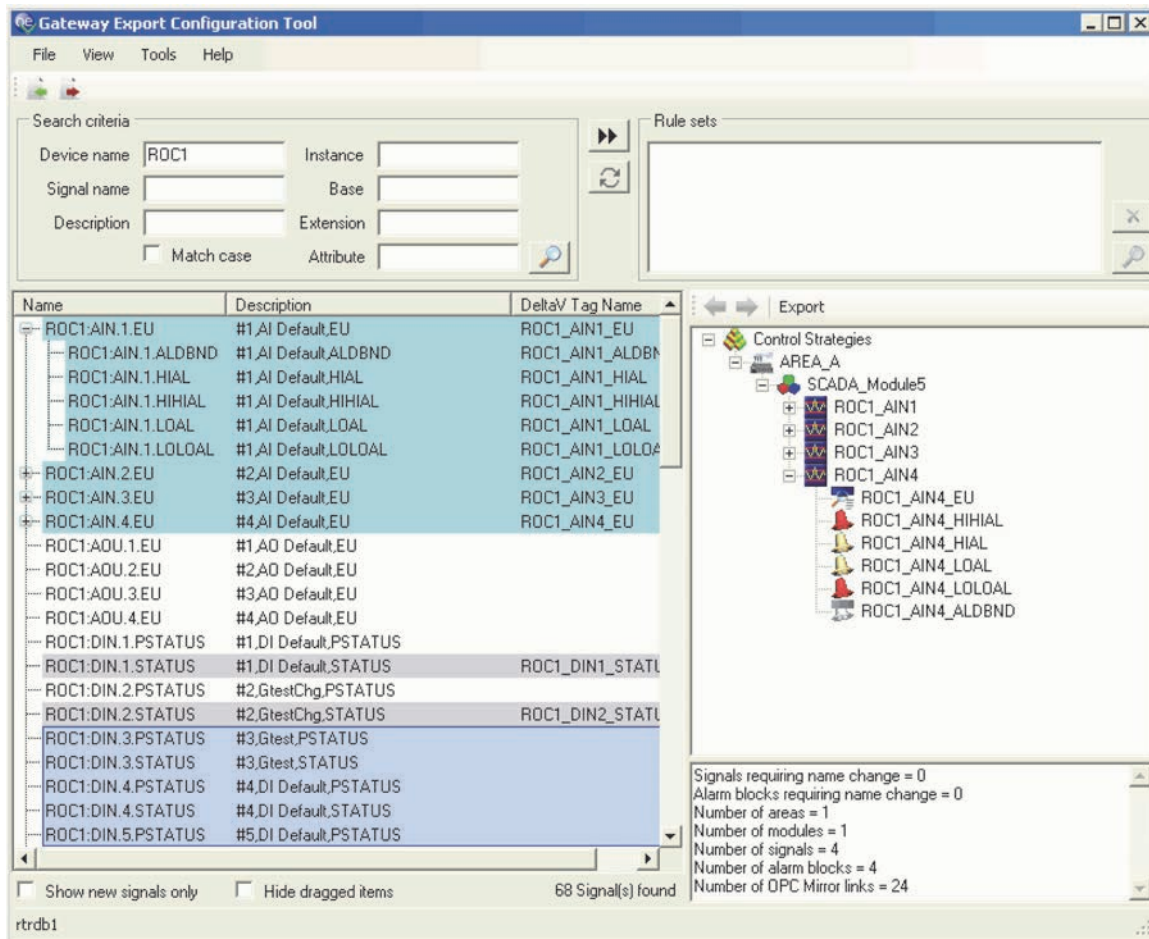 Gateway Export Configuration Tool
File View Tools Help
Search criteria
Device name ROC1 Instance
Signal name Base
Description Extension
Match case Attribute
Rule sets
Name Description DeltaV Tag Name
ROC1:AIN.1.EU #1,AI Default,EU ROC1_AIN1_EU
ROC1:AIN.1.ALDBND #1,AI Default,ALDBND ROC1_AIN1_ALDBN
ROC1:AIN.1.HIAL #1,AI Default,HIAL ROC1_AIN1_HIAL
ROC1:AIN.1.HIHIAL #1,AI Default,HIHIAL ROC1_AIN1_HIHIAL
ROC1:AIN.1.LOAL #1,AI Default,LOAL ROC1_AIN1_LOAL
ROC1:AIN.1.LOLOAL #1,AI Default,LOLOAL ROC1_AIN1_LOLOA
ROC1:AIN.2.EU #2,AI Default,EU ROC1_AIN2_EU
ROC1:AIN.3.EU #3,AI Default,EU ROC1_AIN3_EU
ROC1:AIN.4.EU #4,AI Default,EU ROC1_AIN4_EU
ROC1:AOU.1.EU #1,AO Default,EU
ROC1:AOU.2.EU #2,AO Default,EU
ROC1:AOU.3.EU #3,AO Default,EU
ROC1:AOU.4.EU #4,AO Default,EU
ROC1:DIN.1.PSTATUS #1,DI Default,PSTATUS
ROC1:DIN.1.STATUS #1,DI Default,STATUS ROC1_DIN1_STATU
ROC1:DIN.2.PSTATUS #2,GtestChg,PSTATUS
ROC1:DIN.2.STATUS #2,GtestChg,STATUS ROC1_DIN2_STATU
ROC1:DIN.3.PSTATUS #3,Gtest,PSTATUS
ROC1:DIN.3.STATUS #3,Gtest,STATUS
ROC1:DIN.4.PSTATUS #4,DI Default,PSTATUS
ROC1:DIN.4.STATUS #4,DI Default,STATUS
ROC1:DIN.5.PSTATUS #5,DI Default,PSTATUS
Show new signals only Hide dragged items 68 Signal(s) found
Export
Control Strategies
AREA_A
SCADA_Module5
ROC1_AIN1
ROC1_AIN2
ROC1_AIN3
ROC1_AIN4
ROC1_AIN4_EU
ROC1_AIN4_HIHIAL
ROC1_AIN4_HIAL
ROC1_AIN4_LOAL
ROC1_AIN4_LOLOAL
ROC1_AIN4_ALDBND
Signals requiring name change = 0
Alarm blocks requiring name change = 0
Number of areas = 1
Number of modules = 1
Number of signals = 4
Number of alarm blocks = 4
Number of OPC Mirror links = 24
rtrdb1